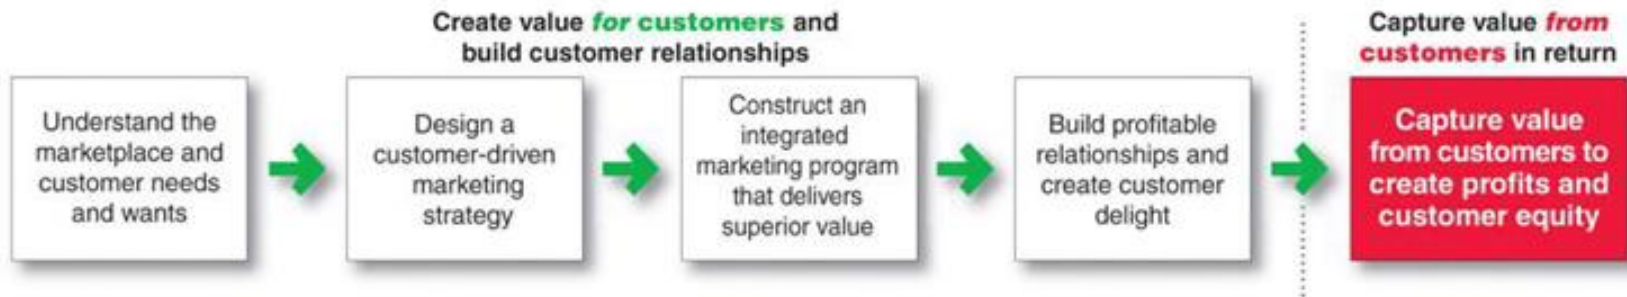 Create value for customers and
build customer relationships
Capture value from
customers in return
Understand the
marketplace and
customer needs
and wants
Design a
customer-driven
marketing
strategy
Construct an
integrated
marketing program
that delivers
superior value
Build profitable
relationships and
create customer
delight
Capture value
from customers to
create profits and
customer equity